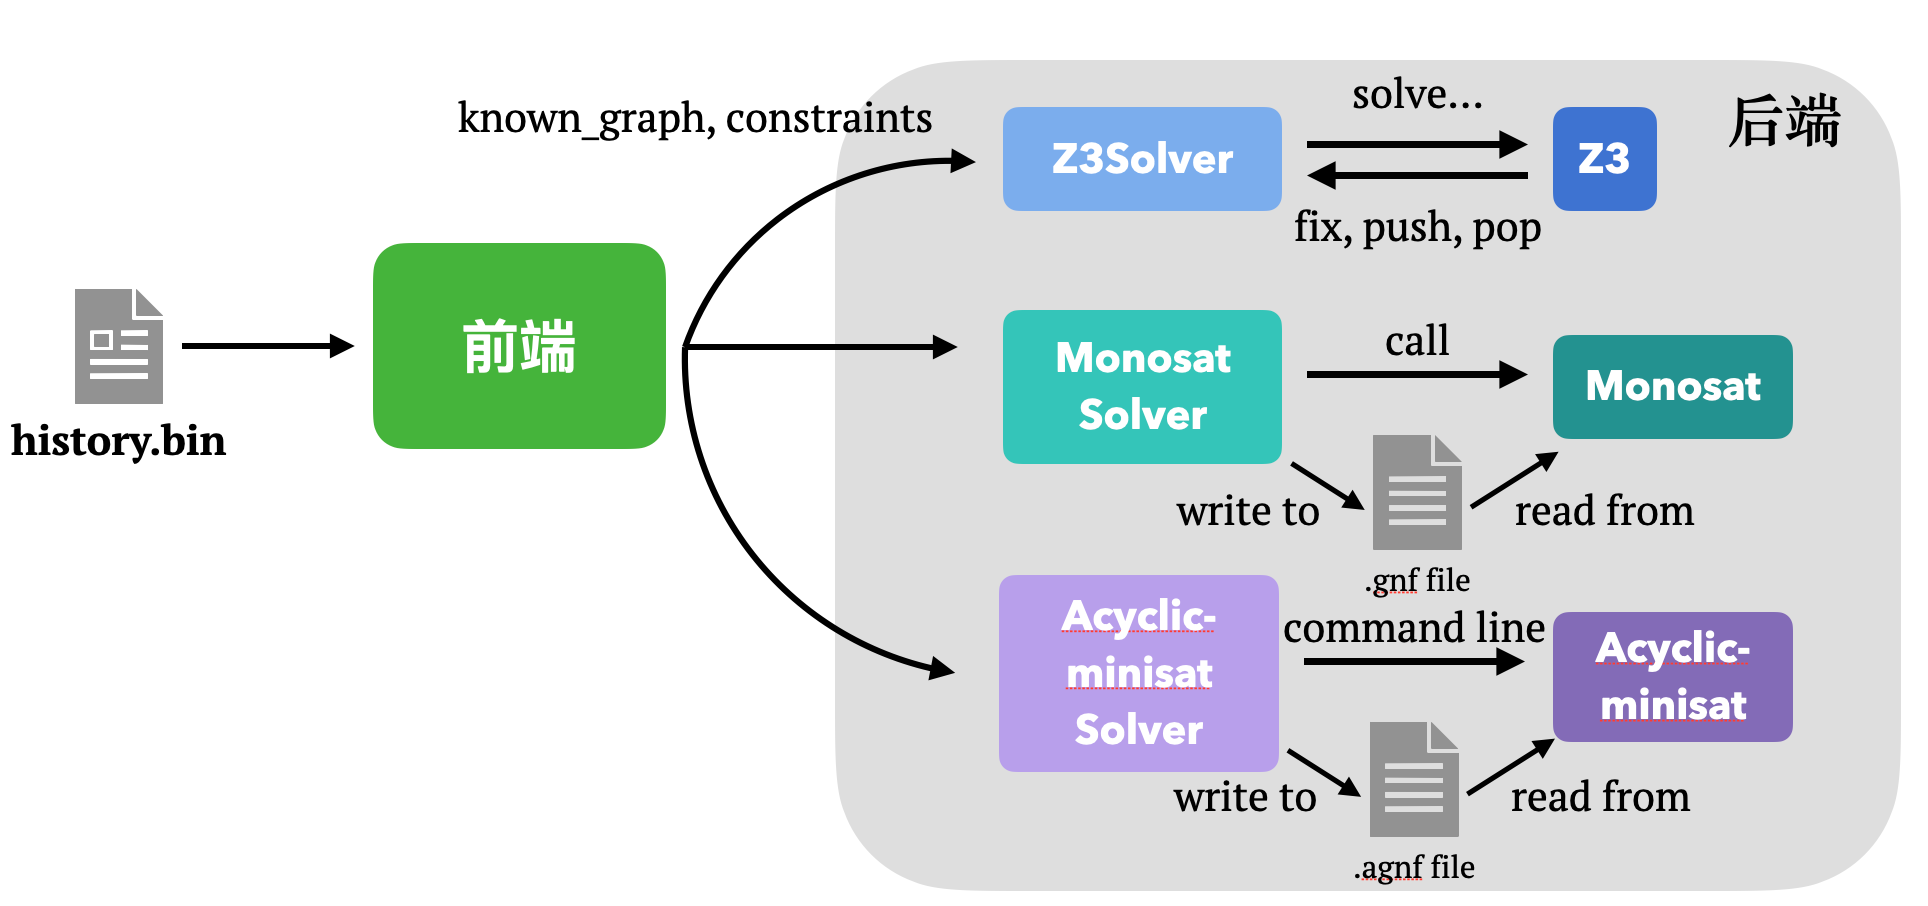 known_graph, constraints
solve...
后端
Z3Solver
Z3
fix, push, pop
前端
history.bin
Monosat
Solver
call
Monosat
write to
read from
.gnf file
Acyclic-
minisat
Solver
command line
Acyclic-
minisat
write to
read from
.agnf file